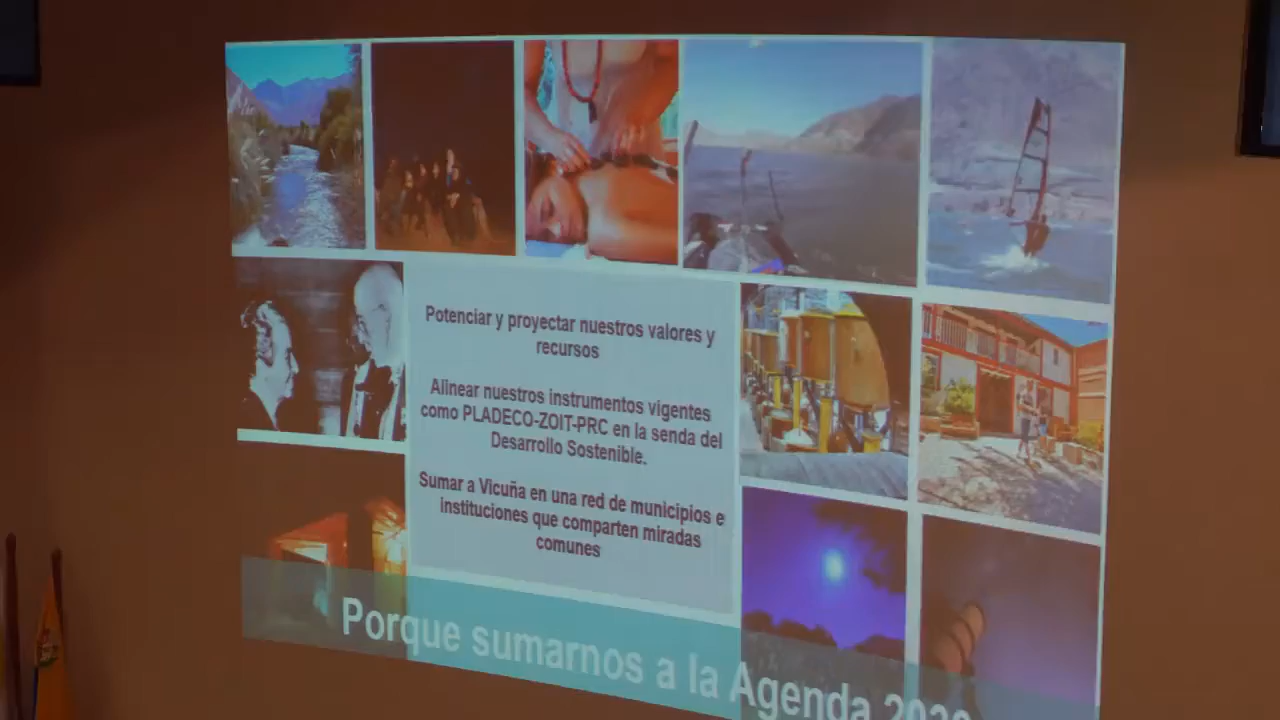 Potenciar y proyectar nuestros valores y
recursos
Alinear nuestros instrumentos vigentes
como PLADECO-ZOIT-PRC en la senda del
Desarrollo Sostenible.
Sumar a Vicuña en una red de municipios e
instituciones que comparten miradas
comunes
Porque sumarnos a la Agenda